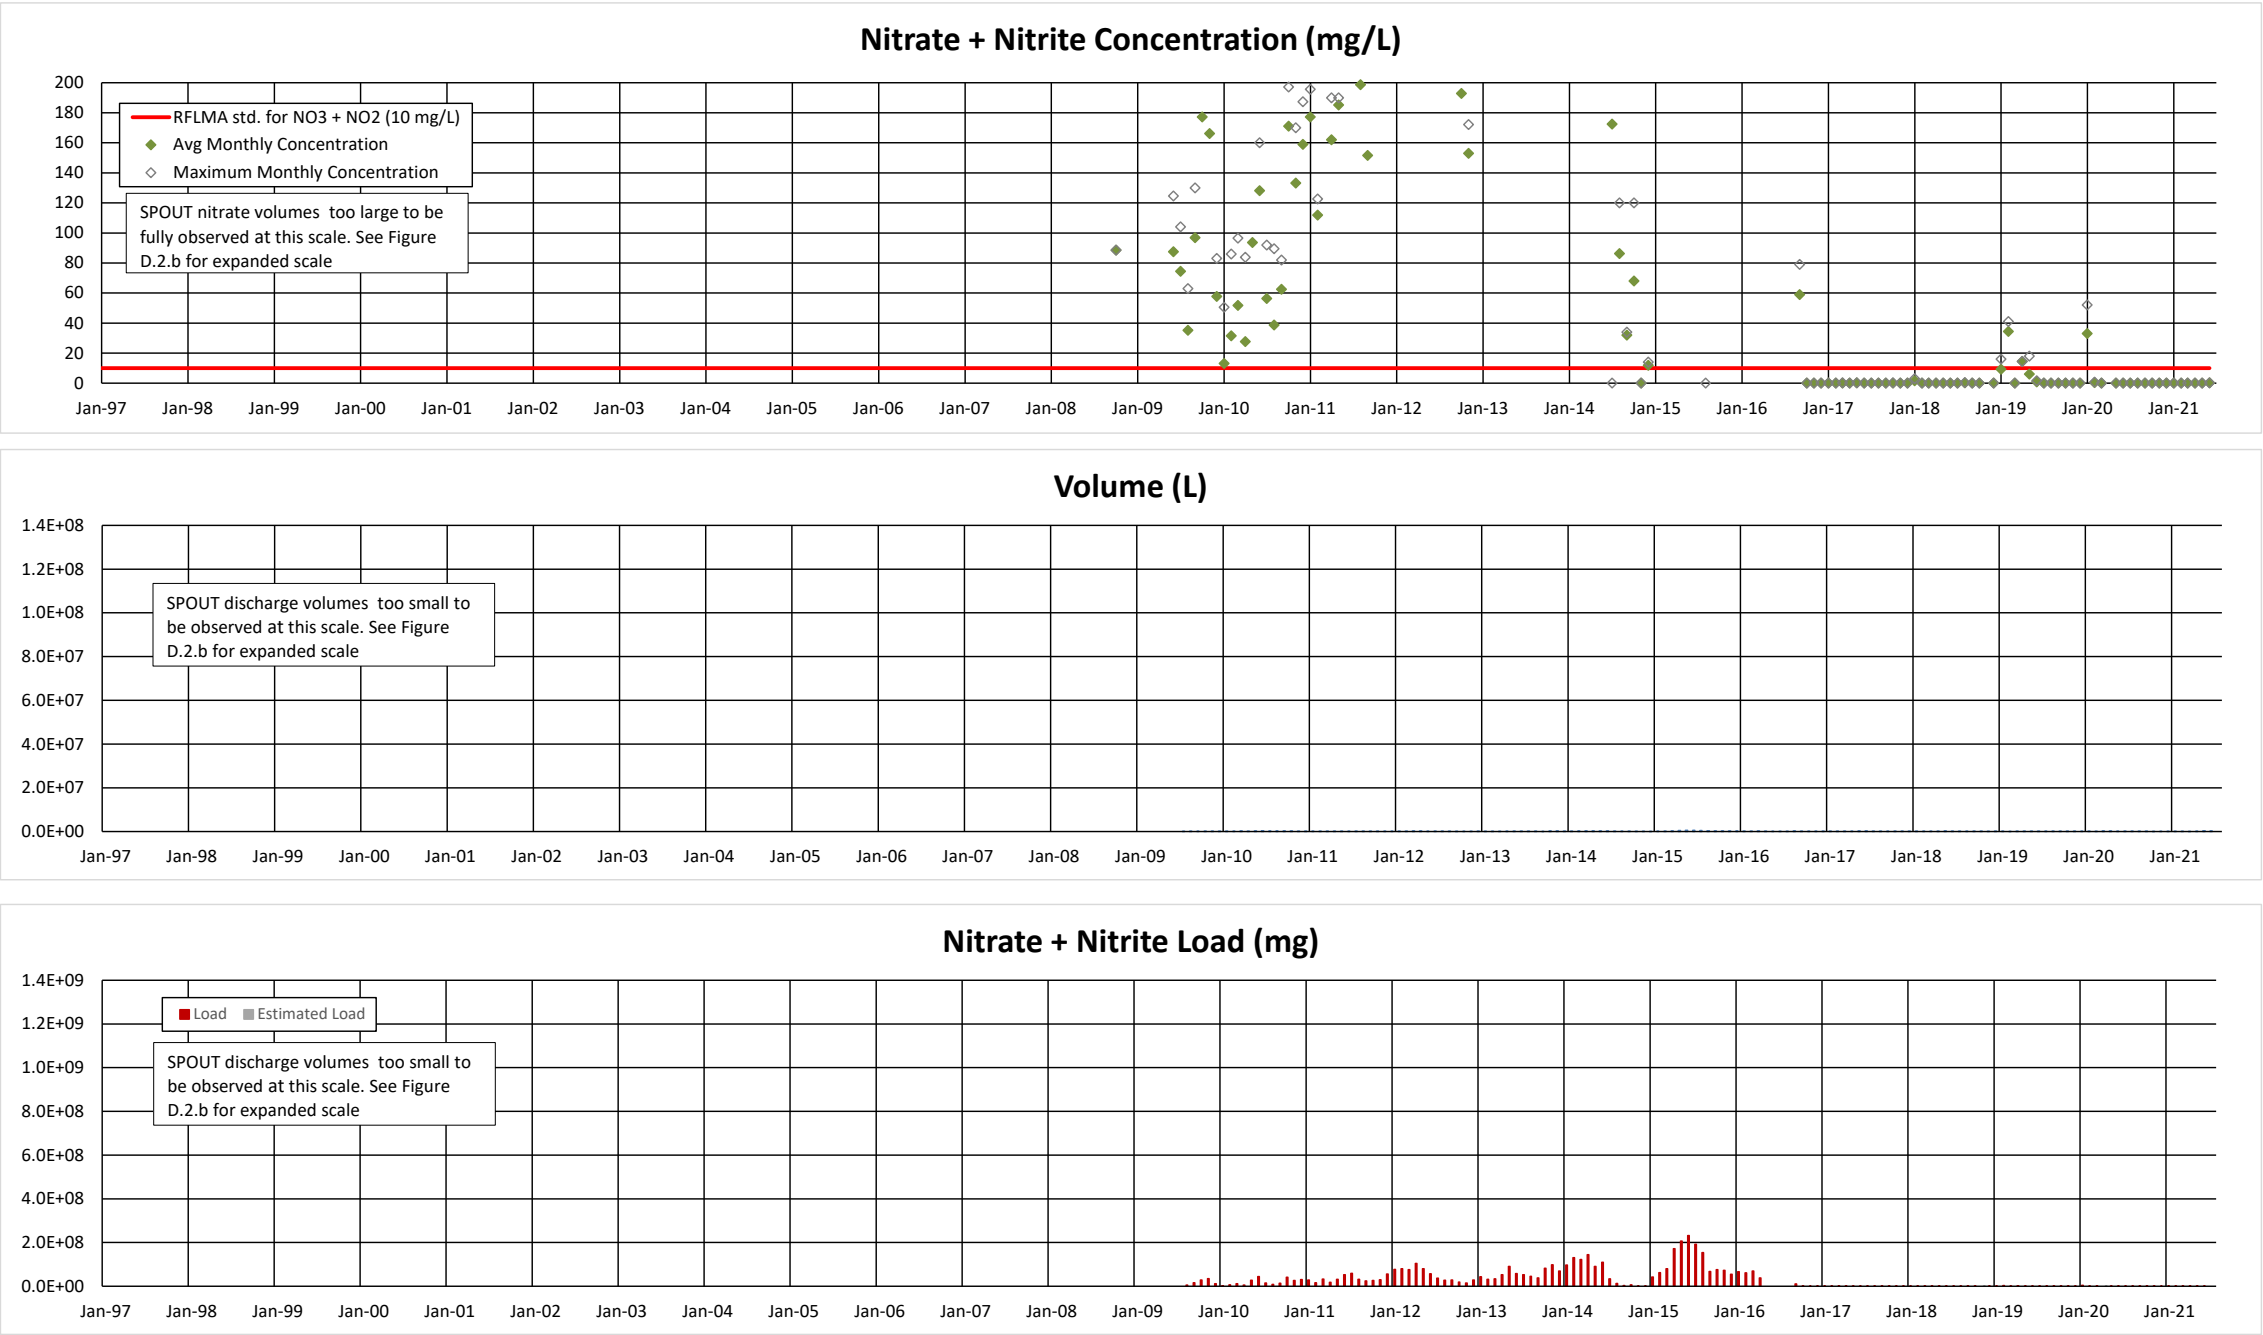 Nitrate + Nitrite Concentration (mg/L)
200
180
160
140
120
100
80
60
40
20
0
RFLMA std. for NO3 + NO2 (10 mg/L)
Avg Monthly Concentration
Maximum Monthly Concentration
SPOUT nitrate volumes  too large to be
fully observed at this scale. See Figure
D.2.b for expanded scale
Jan-97 Jan-98 Jan-99 Jan-00 Jan-01 Jan-02 Jan-03 Jan-04 Jan-05 Jan-06 Jan-07 Jan-08 Jan-09 Jan-10 Jan-11 Jan-12 Jan-13 Jan-14 Jan-15 Jan-16 Jan-17 Jan-18 Jan-19 Jan-20 Jan-21
Volume (L)
1.4E+08
1.2E+08
1.0E+08
8.0E+07
6.0E+07
4.0E+07
2.0E+07
0.0E+00
SPOUT discharge volumes  too small to
be observed at this scale. See Figure
D.2.b for expanded scale
Jan-97 Jan-98 Jan-99 Jan-00 Jan-01 Jan-02 Jan-03 Jan-04 Jan-05 Jan-06 Jan-07 Jan-08 Jan-09 Jan-10 Jan-11 Jan-12 Jan-13 Jan-14 Jan-15 Jan-16 Jan-17 Jan-18 Jan-19 Jan-20 Jan-21
Nitrate + Nitrite Load (mg)
1.4E+09
1.2E+09
1.0E+09
8.0E+08
6.0E+08
4.0E+08
2.0E+08
0.0E+00
Load Estimated Load
SPOUT discharge volumes  too small to
be observed at this scale. See Figure
D.2.b for expanded scale
Jan-97 Jan-98 Jan-99 Jan-00 Jan-01 Jan-02 Jan-03 Jan-04 Jan-05 Jan-06 Jan-07 Jan-08 Jan-09 Jan-10 Jan-11 Jan-12 Jan-13 Jan-14 Jan-15 Jan-16 Jan-17 Jan-18 Jan-19 Jan-20 Jan-21